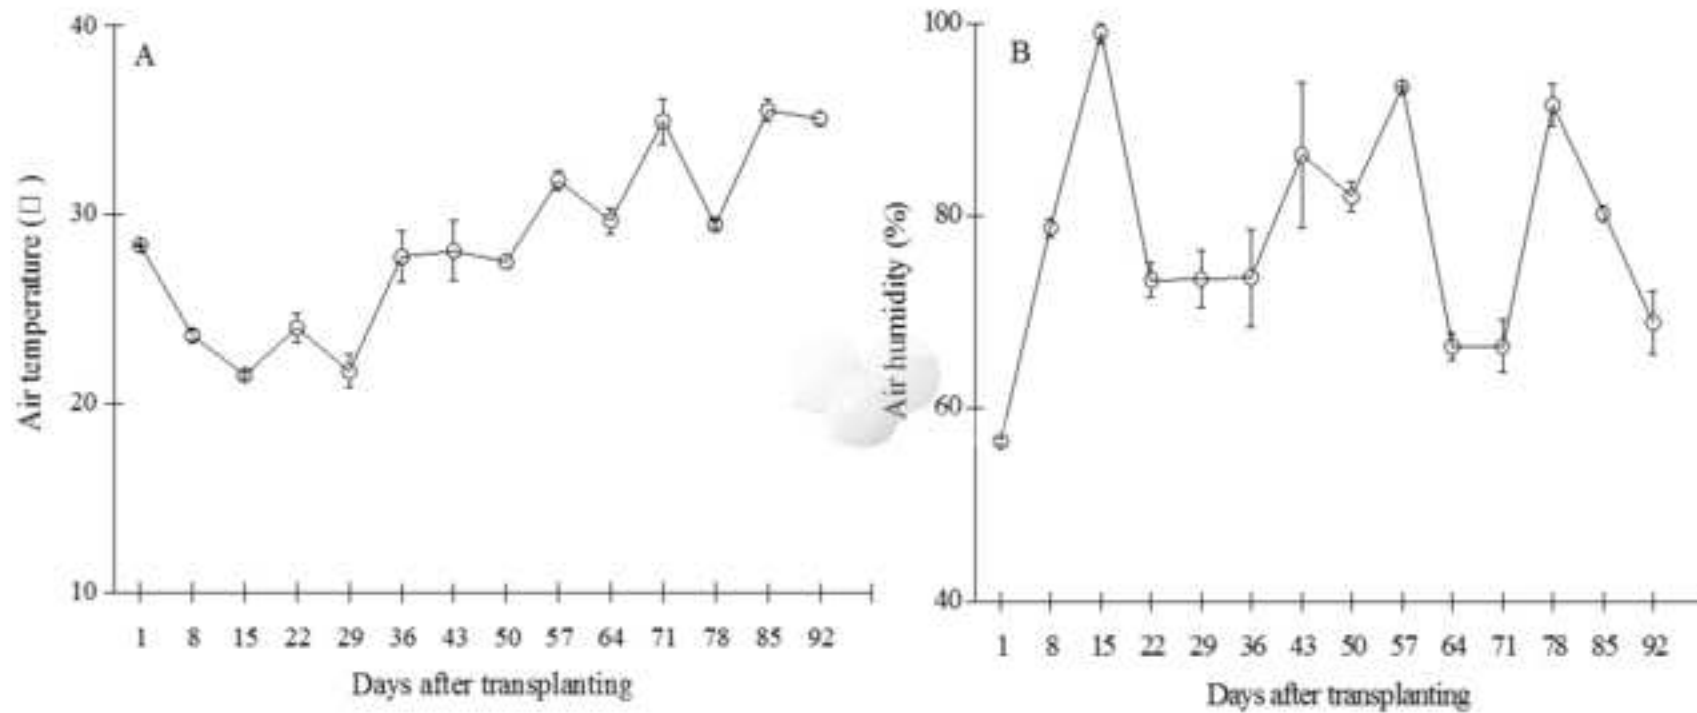 A
Air temperature (□)
40
30
20
10
1 8 15 22 29 36 43 50 57 64 71 78 85 92
Days after transplanting
B
Air humidity (%)
100
80
60
40
1 8 15 22 29 36 43 50 57 64 71 78 85 92
Days after transplanting